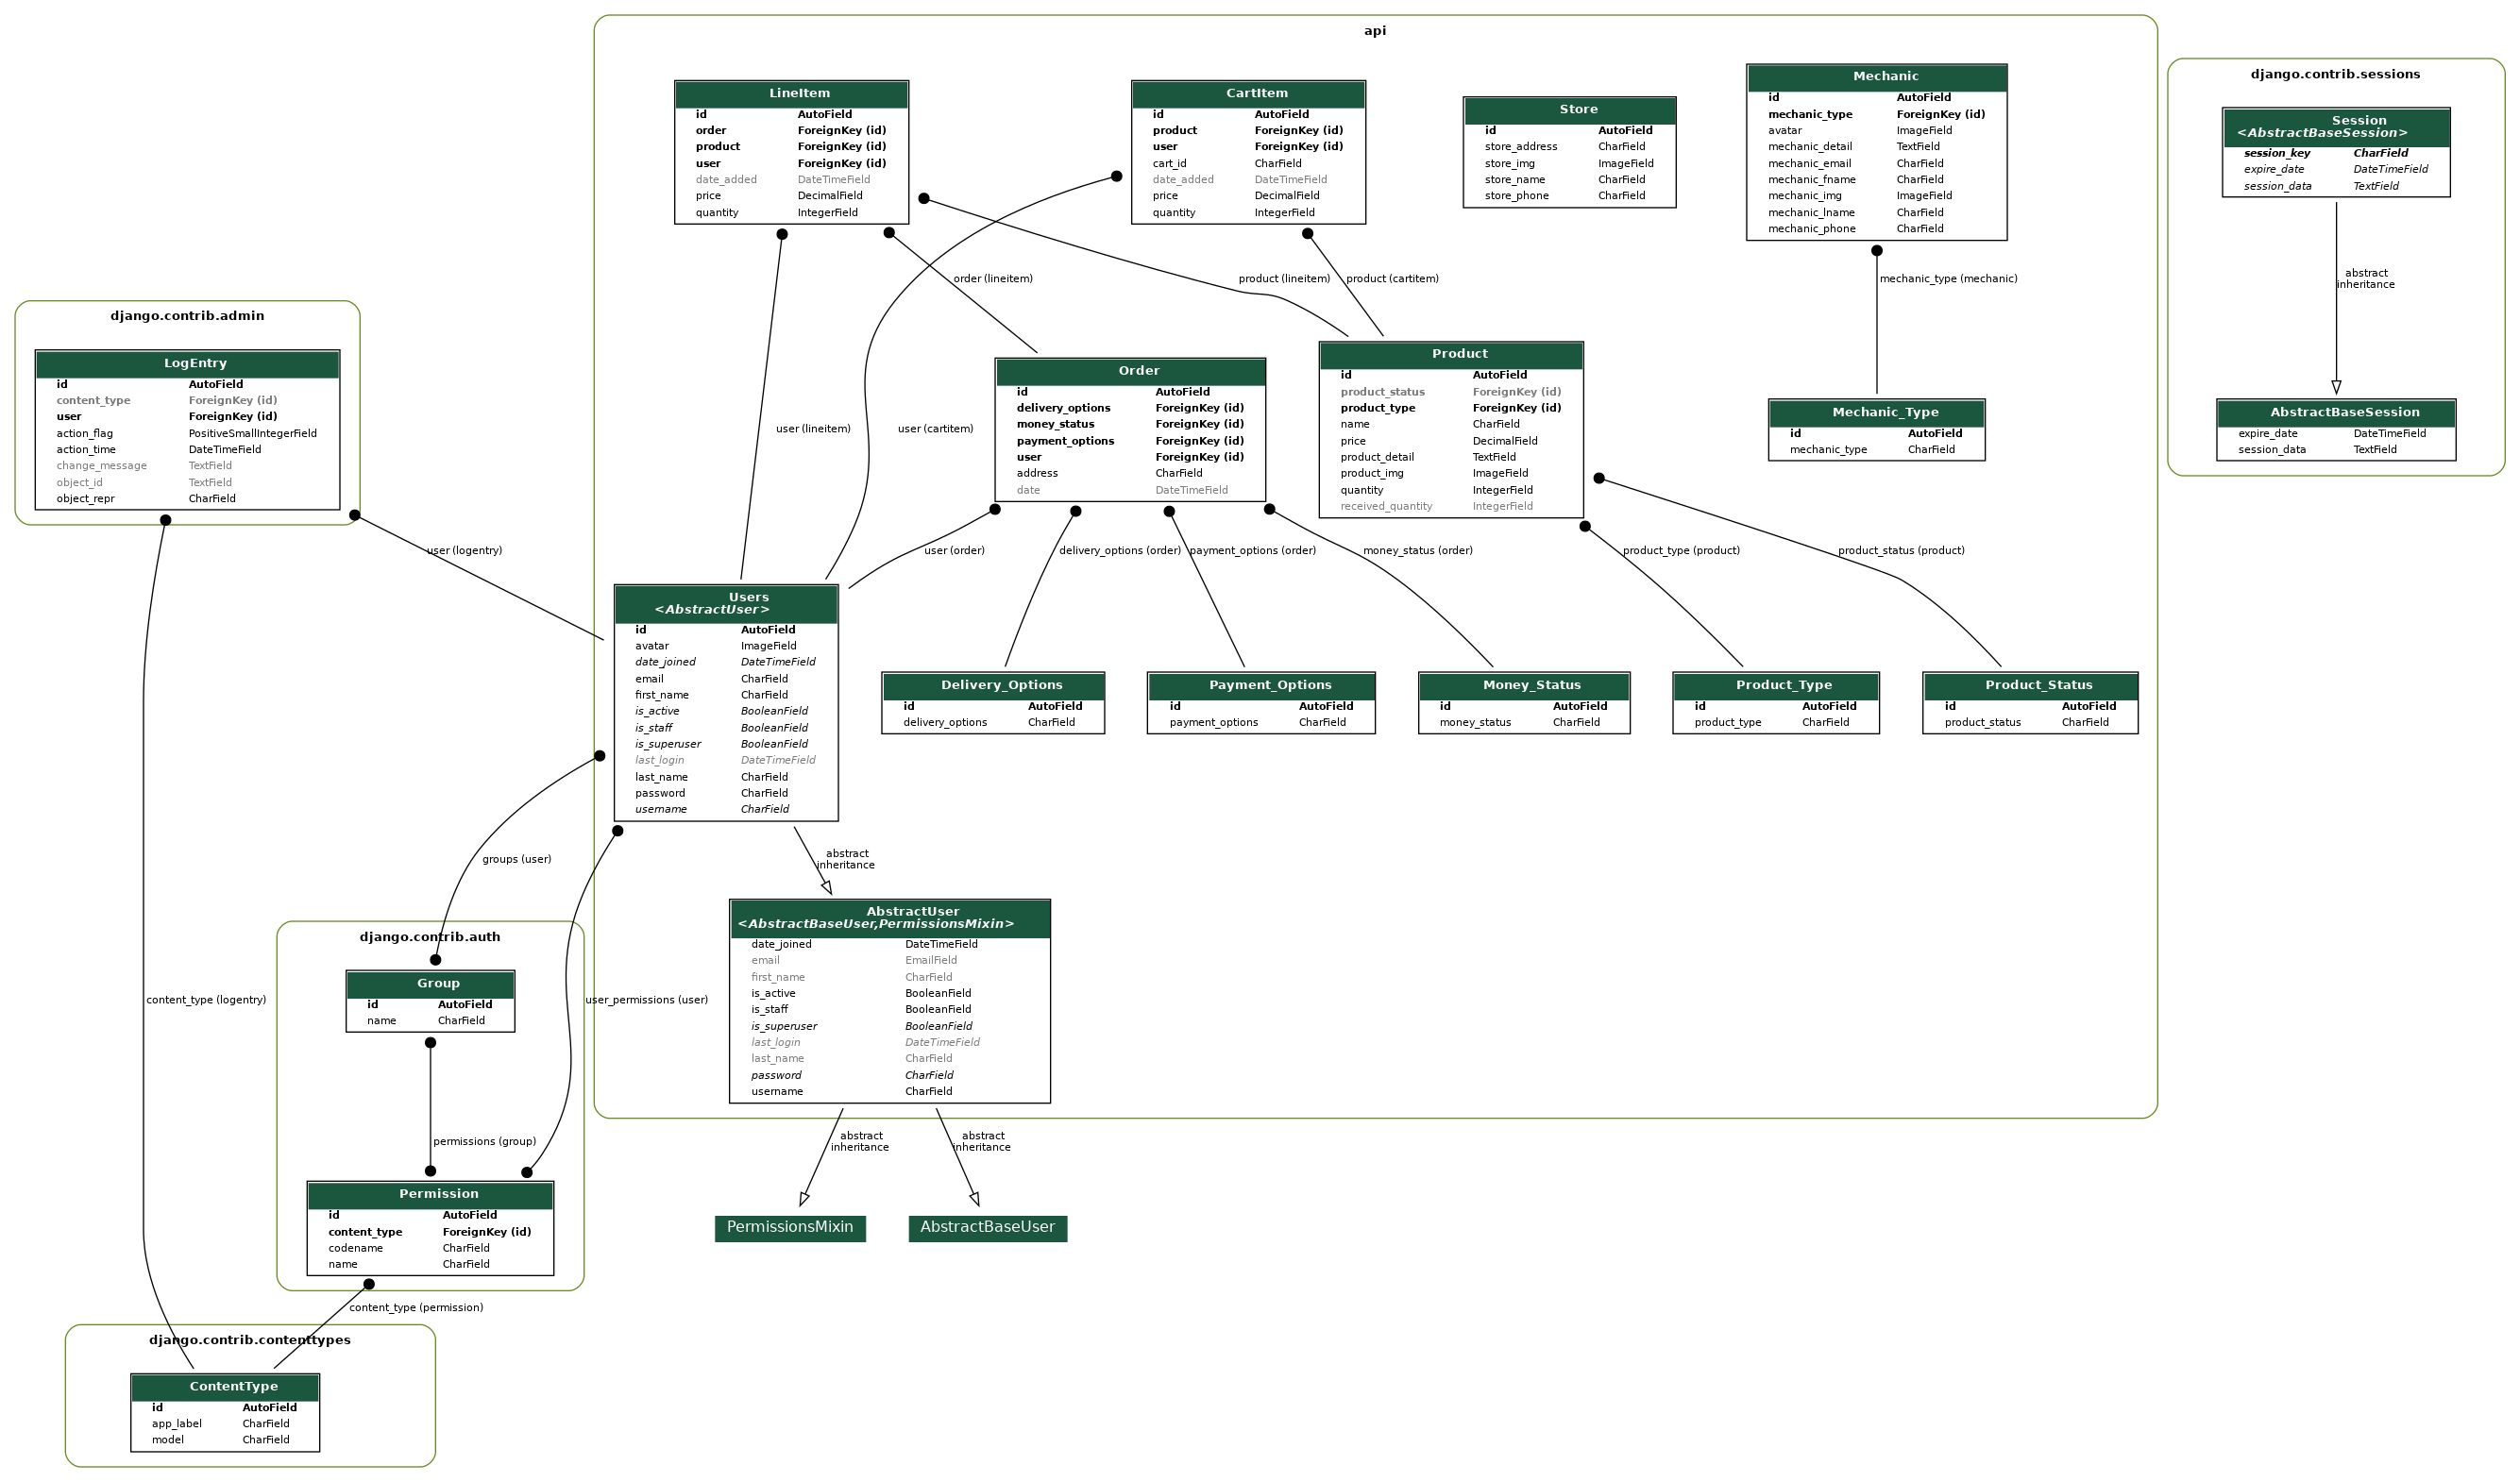 api
LineItem
id AutoField
order ForeignKey (id)
product ForeignKey (id)
user ForeignKey (id)
date_added DateTimeField
price DecimalField
quantity IntegerField
CartItem
id AutoField
product ForeignKey (id)
user ForeignKey (id)
cart_id CharField
date_added DateTimeField
price DecimalField
quantity IntegerField
Store
id AutoField
store_address CharField
store_img ImageField
store_name CharField
store_phone CharField
Mechanic
id AutoField
mechanic_type ForeignKey (id)
avatar ImageField
mechanic_detail TextField
mechanic_email CharField
mechanic_fname CharField
mechanic_img ImageField
mechanic_lname CharField
mechanic_phone CharField
django.contrib.sessions
Session
<AbstractBaseSession>
session_key CharField
expire_date DateTimeField
session_data TextField
order (lineitem)
product (lineitem)
product (cartitem)
mechanic_type (mechanic)
abstract
inheritance
django.contrib.admin
LogEntry
id AutoField
content_type ForeignKey (id)
user ForeignKey (id)
action_flag PositiveSmallIntegerField
action_time DateTimeField
change_message TextField
object_id TextField
object_repr CharField
user (lineitem)
user (cartitem)
Order
id AutoField
delivery_options ForeignKey (id)
money_status ForeignKey (id)
payment_options ForeignKey (id)
user ForeignKey (id)
address CharField
date DateTimeField
Product
id AutoField
product_status ForeignKey (id)
product_type ForeignKey (id)
name CharField
price DecimalField
product_detail TextField
product_img ImageField
quantity IntegerField
received_quantity IntegerField
Mechanic_Type
id AutoField
mechanic_type CharField
AbstractBaseSession
expire_date DateTimeField
session_data TextField
user (logentry)
user (order)
delivery_options (order)
payment_options (order)
money_status (order)
product_type (product)
product_status (product)
Users
<AbstractUser>
id AutoField
avatar ImageField
date_joined DateTimeField
email CharField
first_name CharField
is_active BooleanField
is_staff BooleanField
is_superuser BooleanField
last_login DateTimeField
last_name CharField
password CharField
username CharField
Delivery_Options
id AutoField
delivery_options CharField
Payment_Options
id AutoField
payment_options CharField
Money_Status
id AutoField
money_status CharField
Product_Type
id AutoField
product_type CharField
Product_Status
id AutoField
product_status CharField
groups (user)
abstract
inheritance
AbstractUser
<AbstractBaseUser,PermissionsMixin>
date_joined DateTimeField
email EmailField
first_name CharField
is_active BooleanField
is_staff BooleanField
is_superuser BooleanField
last_login DateTimeField
last_name CharField
password CharField
username CharField
django.contrib.auth
Group
id AutoField
name CharField
content_type (logentry)
user_permissions (user)
permissions (group)
abstract
inheritance
abstract
inheritance
Permission
id AutoField
content_type ForeignKey (id)
codename CharField
name CharField
PermissionsMixin
AbstractBaseUser
content_type (permission)
django.contrib.contenttypes
ContentType
id AutoField
app_label CharField
model CharField